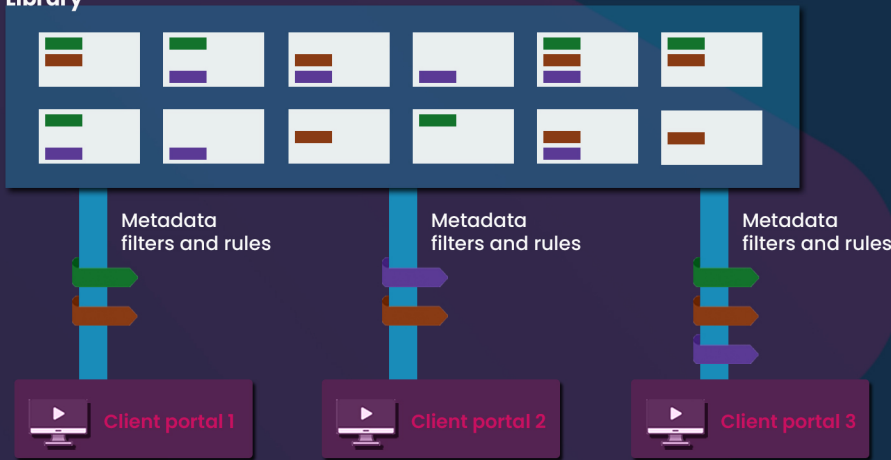 Library
Metadata
filters and rules
Metadata
filters and rules
Metadata
filters and rules
Client portal 1
Client portal 2
Client portal 3